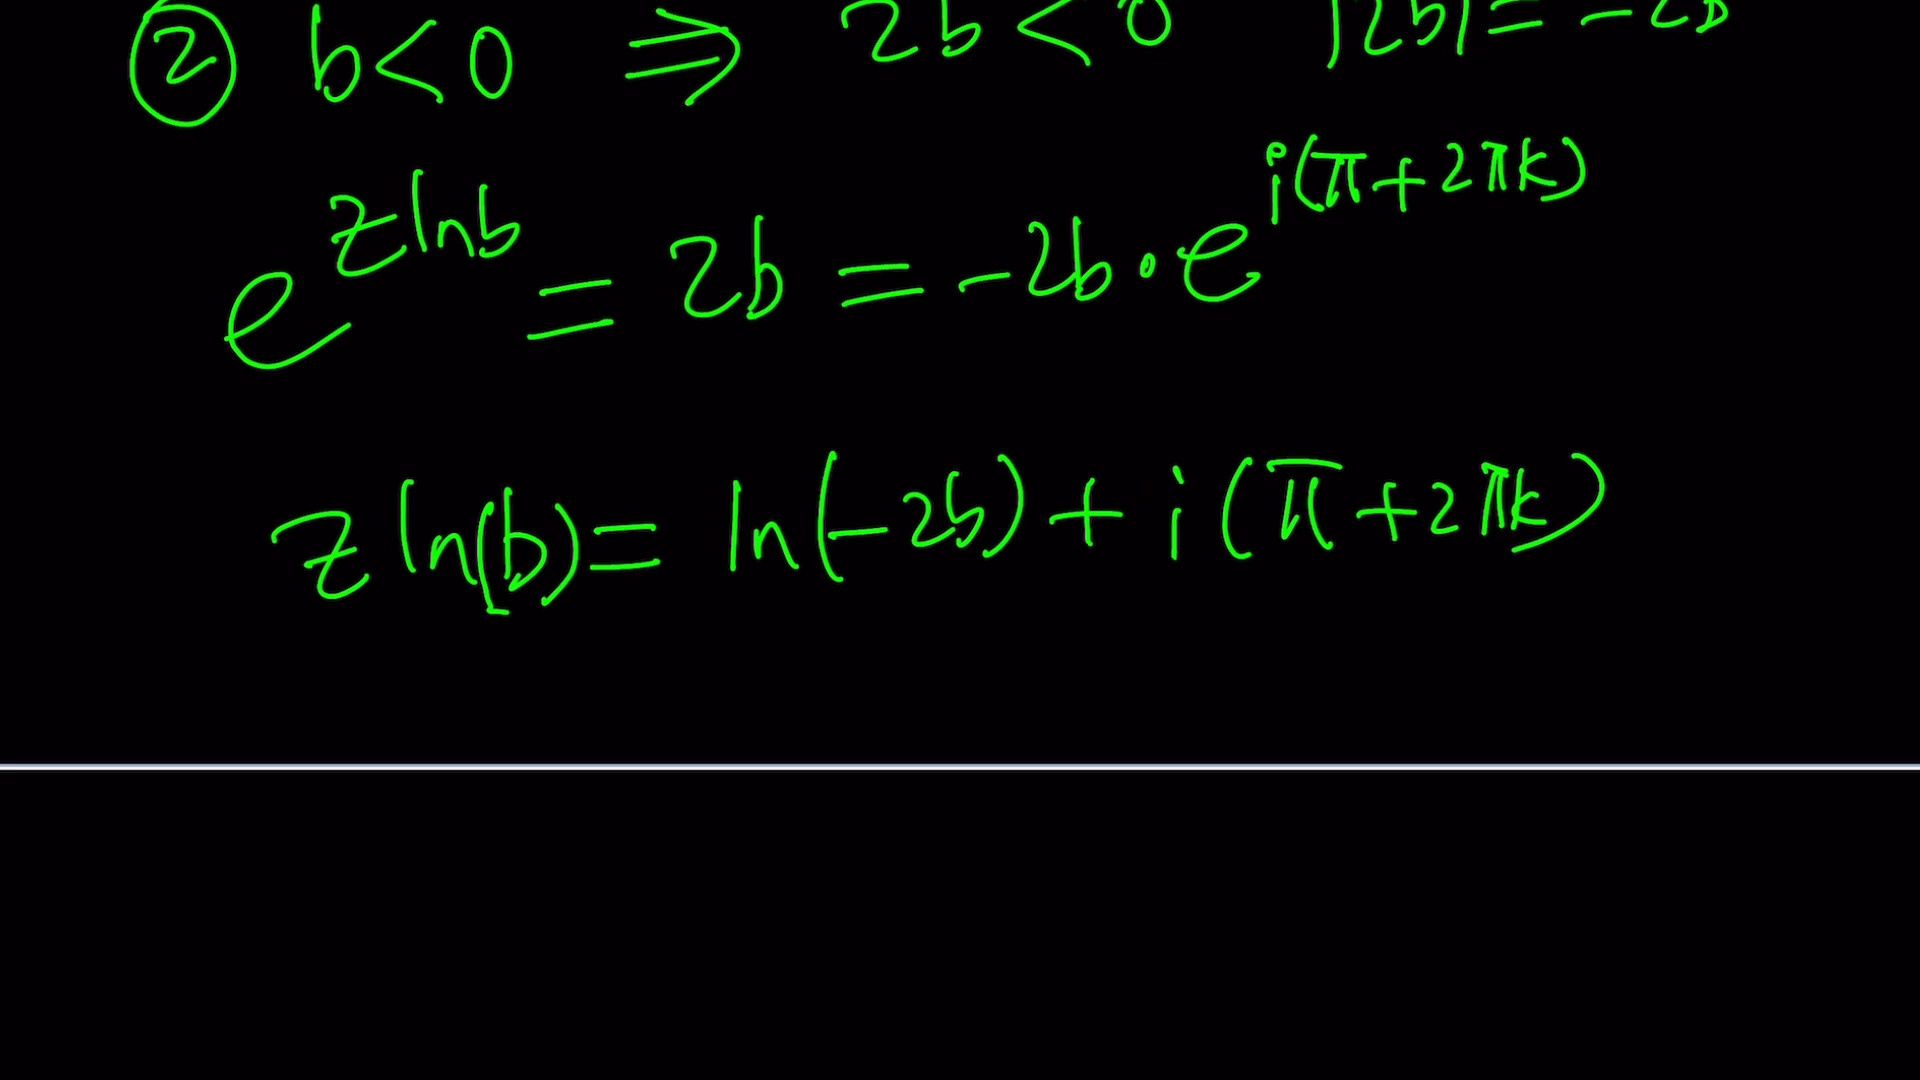 ② b<0 ⇒ 2b<0 |2b|=-2b
e^{z ln b} = 2b = -2b · e^{i(π+2πk)}
z ln(b) = ln(-2b) + i(π+2πk)